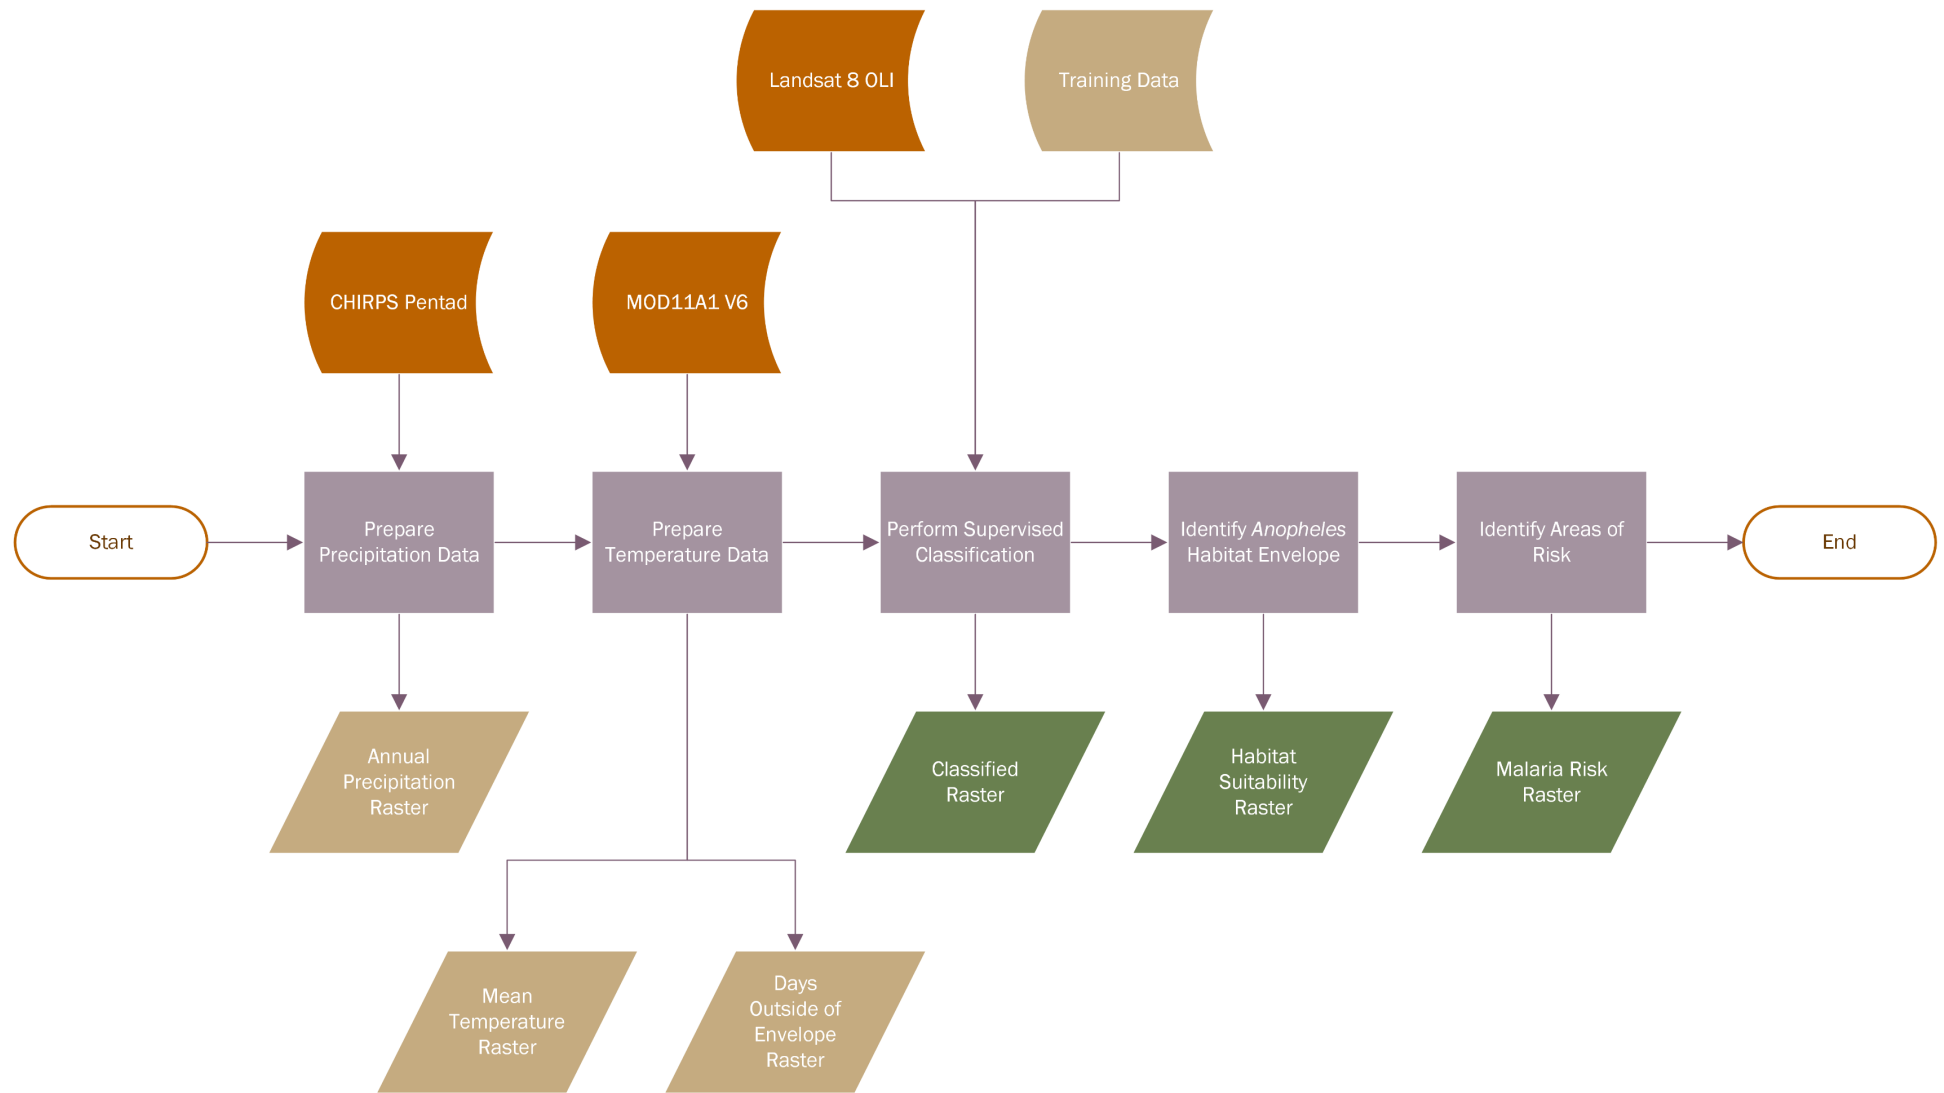 Landsat 8 OLI
Training Data
CHIRPS Pentad
MOD11A1 V6
Start
Prepare
Precipitation Data
Prepare
Temperature Data
Perform Supervised
Classification
Identify Anopheles
Habitat Envelope
Identify Areas of
Risk
End
Annual
Precipitation
Raster
Classified
Raster
Habitat
Suitability
Raster
Malaria Risk
Raster
Mean
Temperature
Raster
Days
Outside of
Envelope
Raster